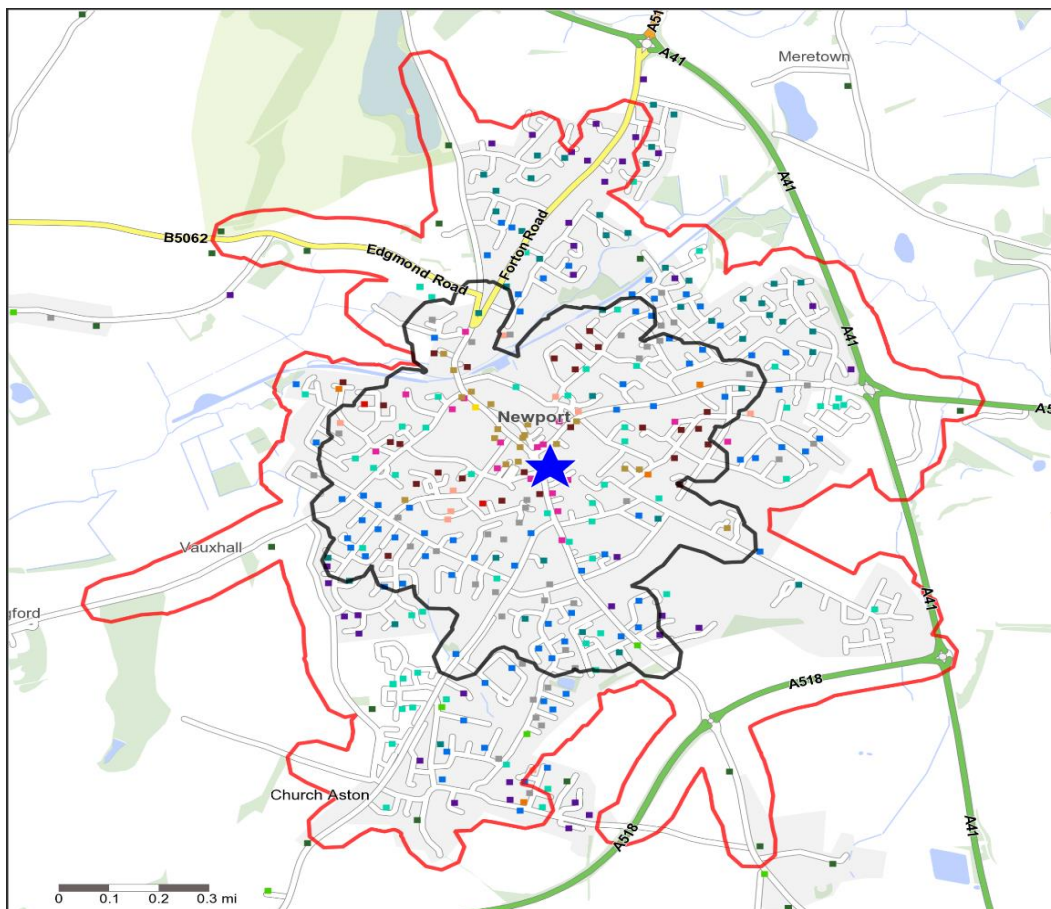 A51
A41
Meretown
A41
B5062
Edgmond Road
Forton Road
A41
A5
Newport
Vauxhall
gford
A41
A518
Church Aston
A518
A41
0 0.1 0.2 0.3 mi